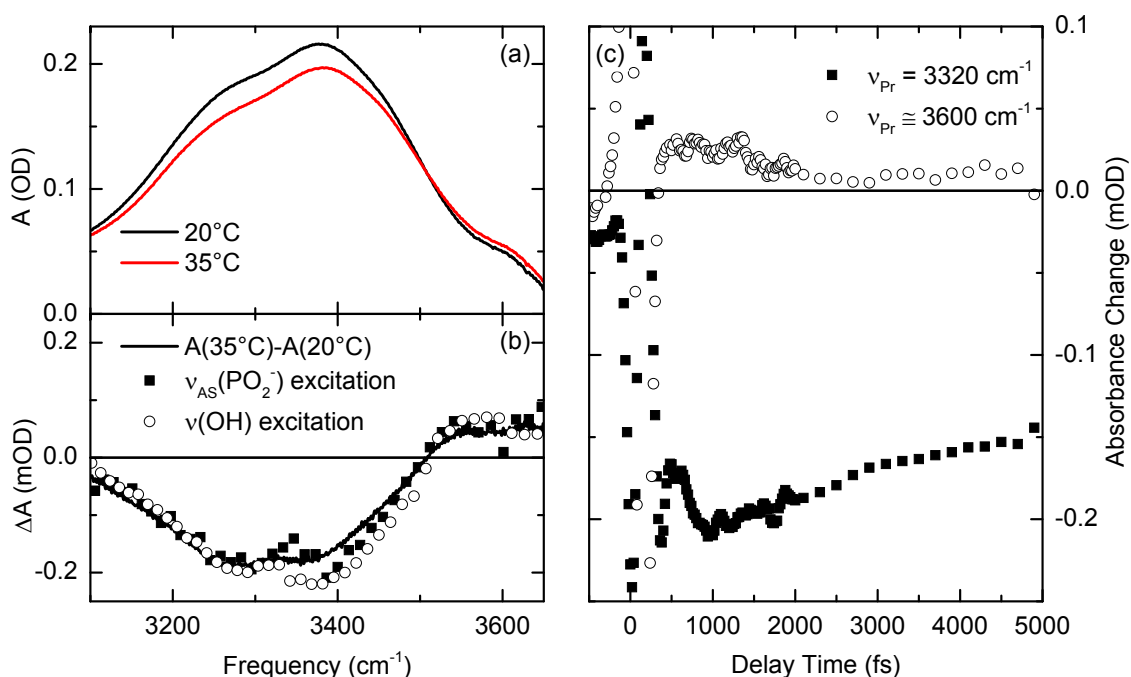 (a)
0.2
0.1
0.0
A (OD)
20°C
35°C
(b)
0.2
0.0
-0.2
ΔA (mOD)
A(35°C)-A(20°C)
ν_AS(PO₂⁻) excitation
ν(OH) excitation
3200 3400 3600
Frequency (cm⁻¹)
(c)
ν_Pr = 3320 cm⁻¹
ν_Pr ≅ 3600 cm⁻¹
0.1
0.0
-0.1
-0.2
Absorbance Change (mOD)
0 1000 2000 3000 4000 5000
Delay Time (fs)